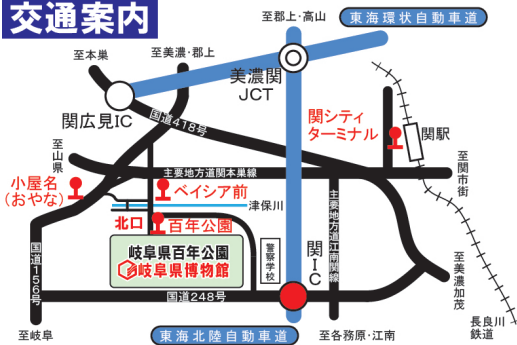 交通案内
至郡上・高山
東海環状自動車道
至本巣
至美濃・郡上
美濃関
JCT
関広見IC
国道418号
関シティ
ターミナル
関駅
至山県
主要地方道関本巣線
至関市街
小屋名
(おやな)
ベイシア前
津保川
北口
百年公園
主要地方道江南関線
岐阜県百年公園
岐阜県博物館
警察学校
関IC
国道156号
国道248号
至美濃加茂
至岐阜
東海北陸自動車道
至各務原・江南
長良川
鉄道